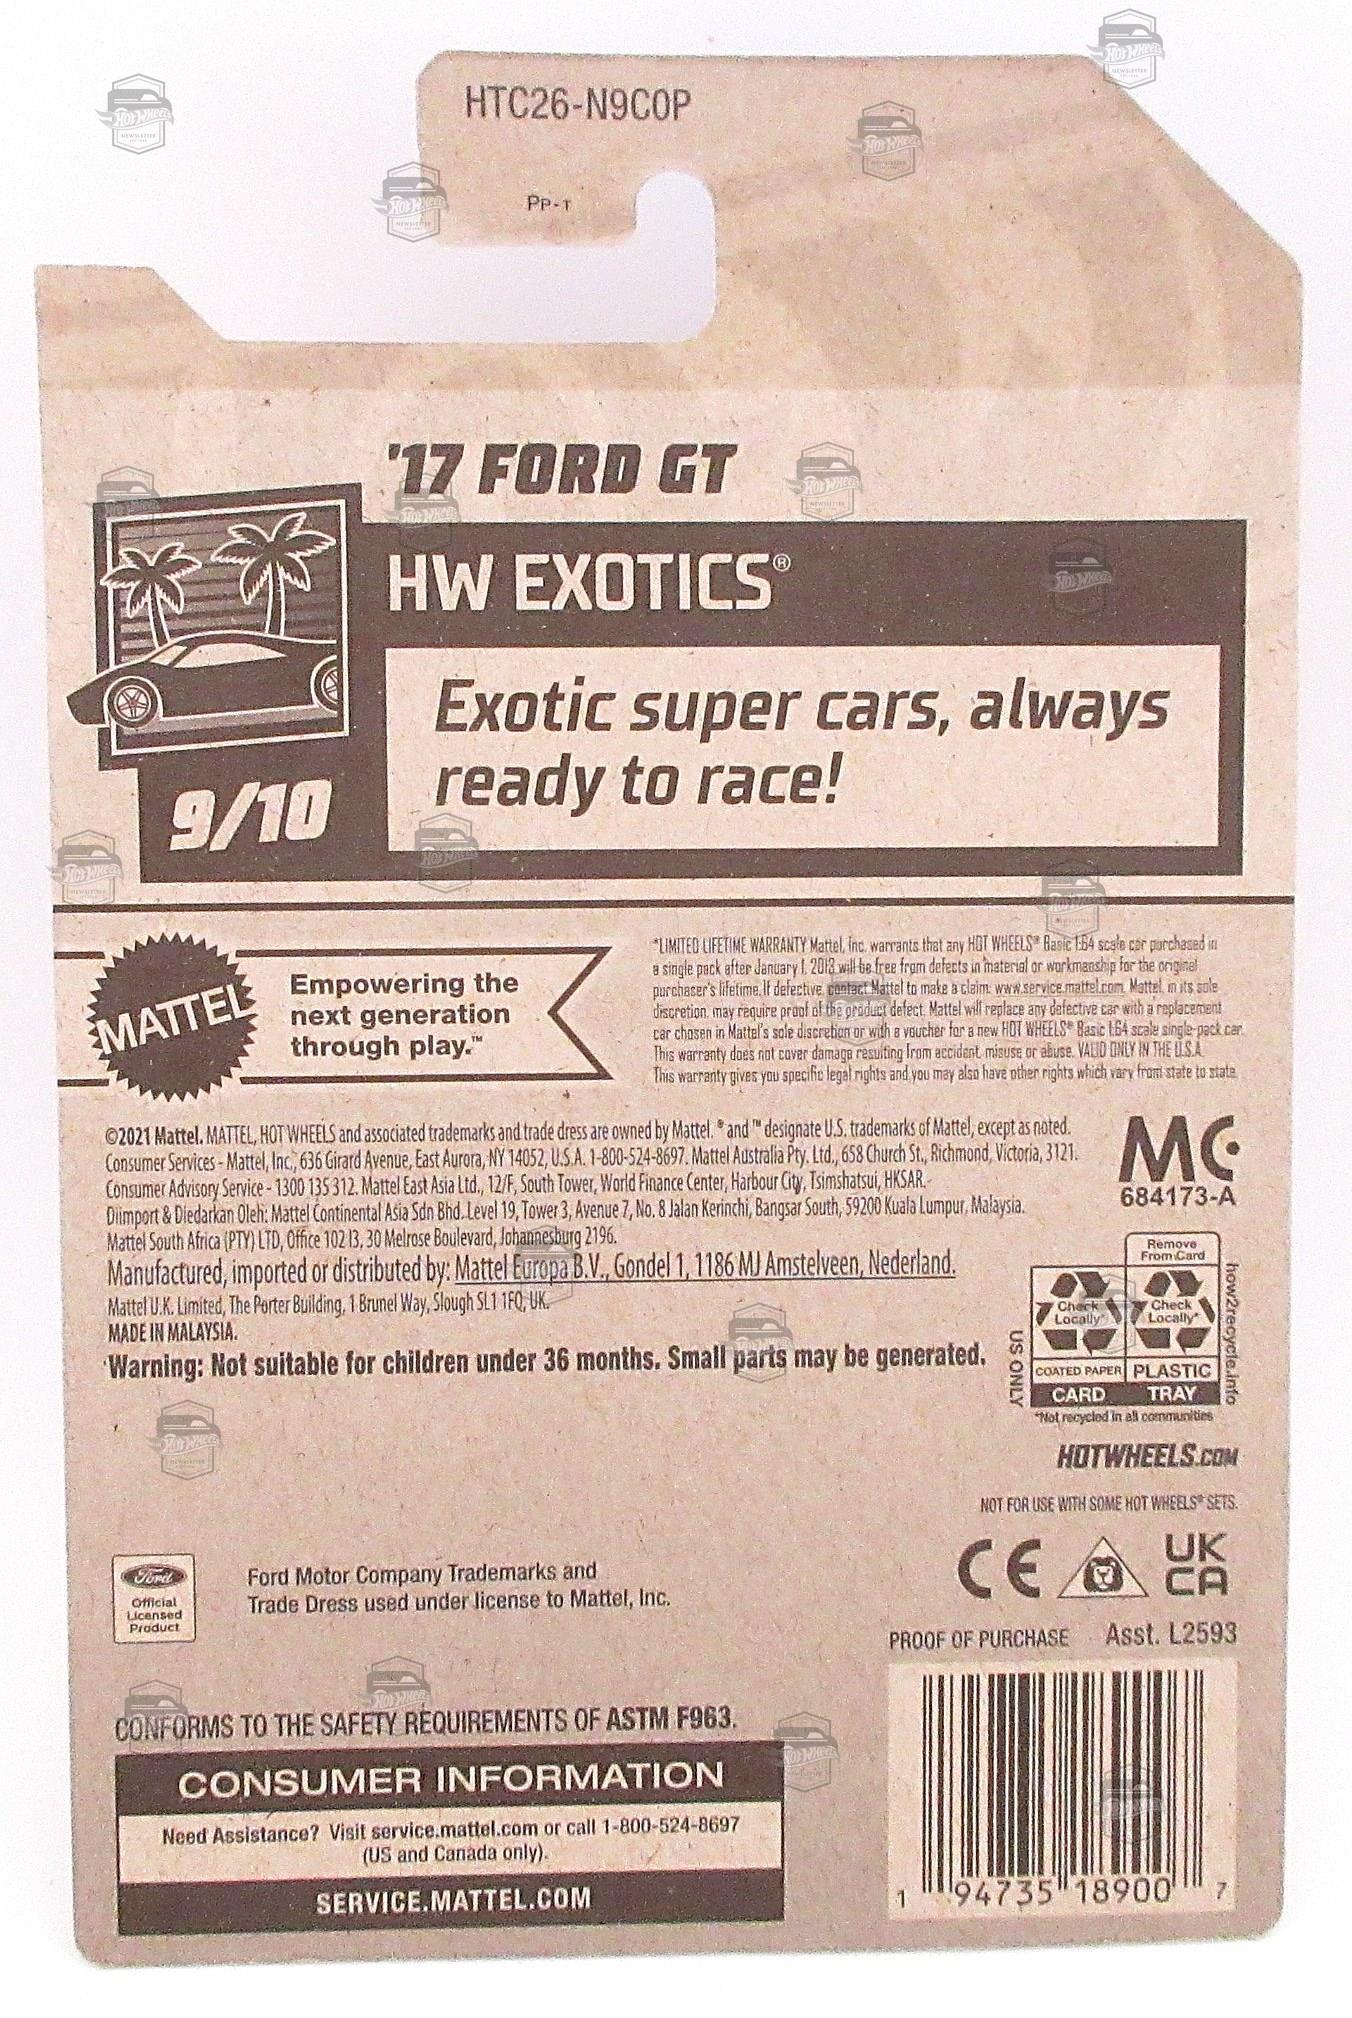 HTC26-N9C0P
PP-T
'17 FORD GT
HW EXOTICS®
Exotic super cars, always
ready to race!
9/10
MATTEL
Empowering the
next generation
through play.™
*LIMITED LIFETIME WARRANTY Mattel, Inc. warrants that any HOT WHEELS® Basic 1:64 scale car purchased in
a single pack after January 1, 2013 will be free from defects in material or workmanship for the original
purchaser's lifetime. If defective, contact Mattel to make a claim: www.service.mattel.com. Mattel, in its sole
discretion, may require proof of the product defect. Mattel will replace any defective car with a replacement
car chosen in Mattel's sole discretion or with a voucher for a new HOT WHEELS® Basic 1:64 scale single-pack car.
This warranty does not cover damage resulting from accident, misuse or abuse. VALID ONLY IN THE U.S.A.
This warranty gives you specific legal rights and you may also have other rights which vary from state to state.
©2021 Mattel. MATTEL, HOT WHEELS and associated trademarks and trade dress are owned by Mattel. ® and ™ designate U.S. trademarks of Mattel, except as noted.
Consumer Services - Mattel, Inc., 636 Girard Avenue, East Aurora, NY 14052, U.S.A. 1-800-524-8697. Mattel Australia Pty. Ltd., 658 Church St., Richmond, Victoria, 3121.
Consumer Advisory Service - 1300 135 312. Mattel East Asia Ltd., 12/F, South Tower, World Finance Center, Harbour City, Tsimshatsui, HKSAR.
Diimport & Diedarkan Oleh: Mattel Continental Asia Sdn Bhd. Level 19, Tower 3, Avenue 7, No. 8 Jalan Kerinchi, Bangsar South, 59200 Kuala Lumpur, Malaysia.
Mattel South Africa (PTY) LTD, Office 102 I3, 30 Melrose Boulevard, Johannesburg 2196.
Manufactured, imported or distributed by: Mattel Europa B.V., Gondel 1, 1186 MJ Amstelveen, Nederland.
Mattel U.K. Limited, The Porter Building, 1 Brunel Way, Slough SL1 1FQ, UK.
MADE IN MALAYSIA.
Warning: Not suitable for children under 36 months. Small parts may be generated.
MC
684173-A
Remove
From Card
Check
Locally*
Check
Locally*
COATED PAPER
PLASTIC
CARD
TRAY
US ONLY
how2recycle.info
*Not recycled in all communities
HOTWHEELS.COM
NOT FOR USE WITH SOME HOT WHEELS® SETS.
CE
UK
CA
Ford
Official
Licensed
Product
Ford Motor Company Trademarks and
Trade Dress used under license to Mattel, Inc.
PROOF OF PURCHASE Asst. L2593
CONFORMS TO THE SAFETY REQUIREMENTS OF ASTM F963.
CONSUMER INFORMATION
Need Assistance? Visit service.mattel.com or call 1-800-524-8697
(US and Canada only).
SERVICE.MATTEL.COM
1 94735 18900 7